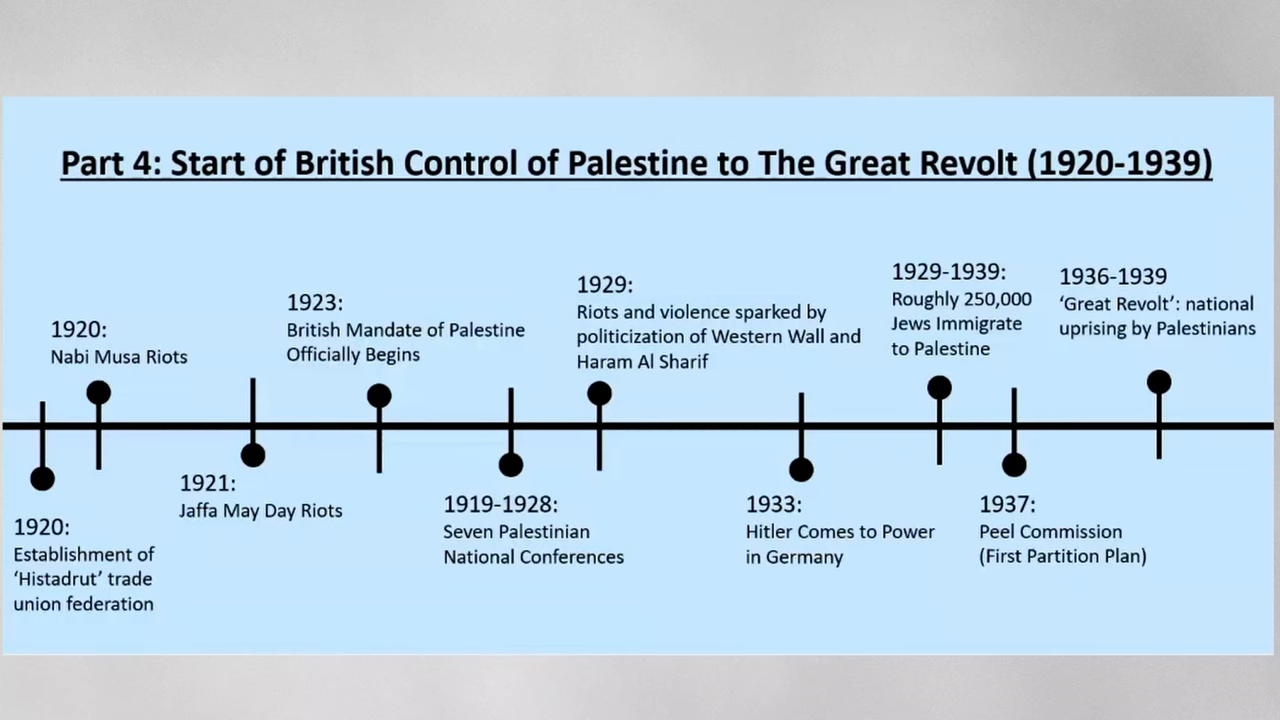 Part 4: Start of British Control of Palestine to The Great Revolt (1920-1939)
1920:
Establishment of
‘Histadrut’ trade
union federation
1920:
Nabi Musa Riots
1921:
Jaffa May Day Riots
1923:
British Mandate of Palestine
Officially Begins
1919-1928:
Seven Palestinian
National Conferences
1929:
Riots and violence sparked by
politicization of Western Wall and
Haram Al Sharif
1933:
Hitler Comes to Power
in Germany
1929-1939:
Roughly 250,000
Jews Immigrate
to Palestine
1937:
Peel Commission
(First Partition Plan)
1936-1939
‘Great Revolt’: national
uprising by Palestinians